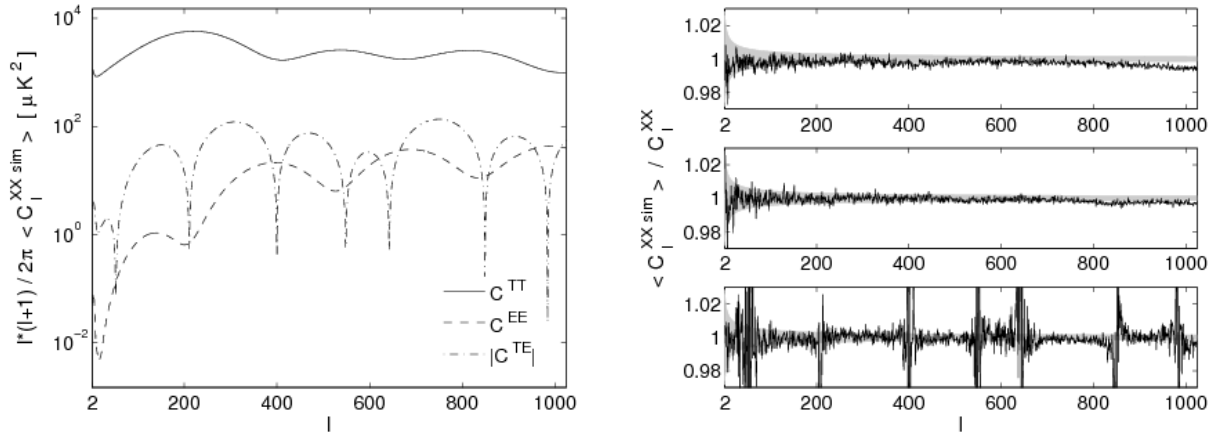 l*(l+1) / 2π < C_l^{XX sim} > [ μ K^2 ]
10^4
10^2
10^0
10^−2
C^{TT}
C^{EE}
|C^{TE}|
2 200 400 600 800 1000
l
< C_l^{XX sim} > / C_l^{XX}
1.02
1
0.98
2 200 400 600 800 1000
1.02
1
0.98
2 200 400 600 800 1000
1.02
1
0.98
2 200 400 600 800 1000
l